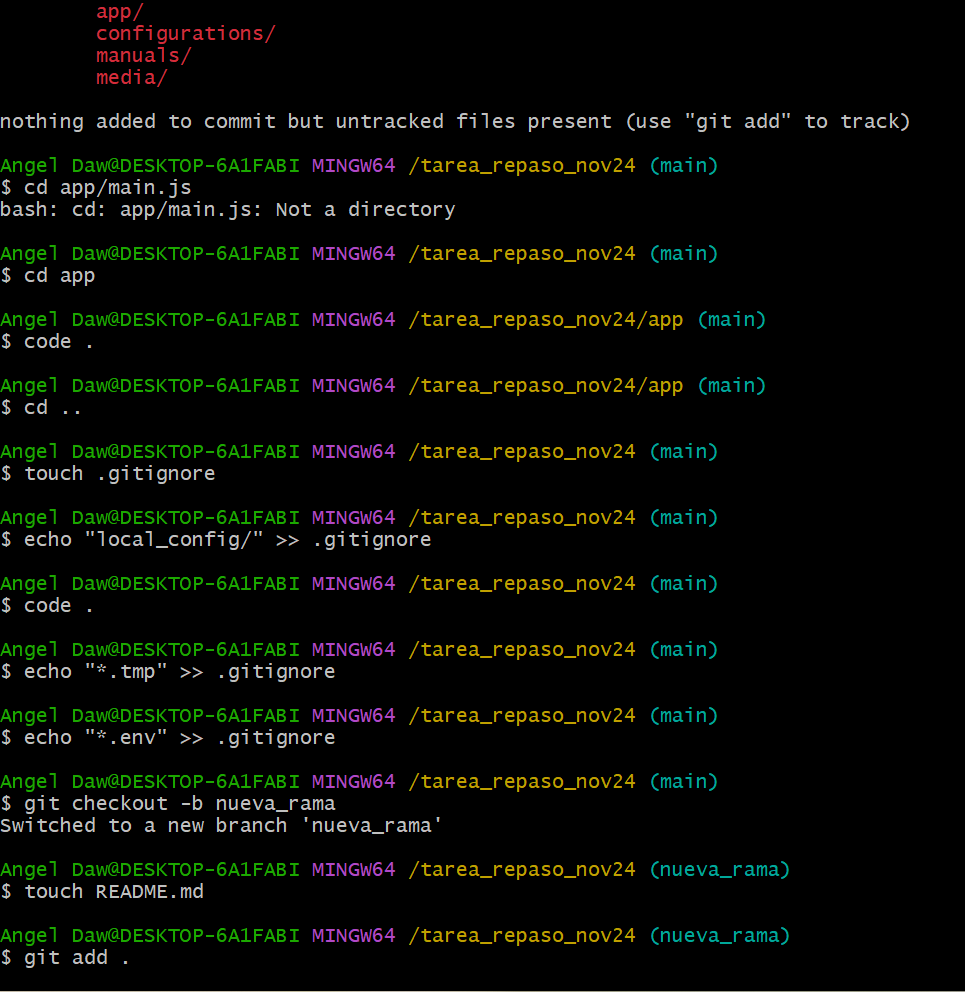 app/
configurations/
manuals/
media/
nothing added to commit but untracked files present (use "git add" to track)
Angel Daw@DESKTOP-6A1FABI MINGW64 /tarea_repaso_nov24 (main)
$ cd app/main.js
bash: cd: app/main.js: Not a directory
Angel Daw@DESKTOP-6A1FABI MINGW64 /tarea_repaso_nov24 (main)
$ cd app
Angel Daw@DESKTOP-6A1FABI MINGW64 /tarea_repaso_nov24/app (main)
$ code .
Angel Daw@DESKTOP-6A1FABI MINGW64 /tarea_repaso_nov24/app (main)
$ cd ..
Angel Daw@DESKTOP-6A1FABI MINGW64 /tarea_repaso_nov24 (main)
$ touch .gitignore
Angel Daw@DESKTOP-6A1FABI MINGW64 /tarea_repaso_nov24 (main)
$ echo "local_config/" >> .gitignore
Angel Daw@DESKTOP-6A1FABI MINGW64 /tarea_repaso_nov24 (main)
$ code .
Angel Daw@DESKTOP-6A1FABI MINGW64 /tarea_repaso_nov24 (main)
$ echo "*.tmp" >> .gitignore
Angel Daw@DESKTOP-6A1FABI MINGW64 /tarea_repaso_nov24 (main)
$ echo "*.env" >> .gitignore
Angel Daw@DESKTOP-6A1FABI MINGW64 /tarea_repaso_nov24 (main)
$ git checkout -b nueva_rama
Switched to a new branch 'nueva_rama'
Angel Daw@DESKTOP-6A1FABI MINGW64 /tarea_repaso_nov24 (nueva_rama)
$ touch README.md
Angel Daw@DESKTOP-6A1FABI MINGW64 /tarea_repaso_nov24 (nueva_rama)
$ git add .